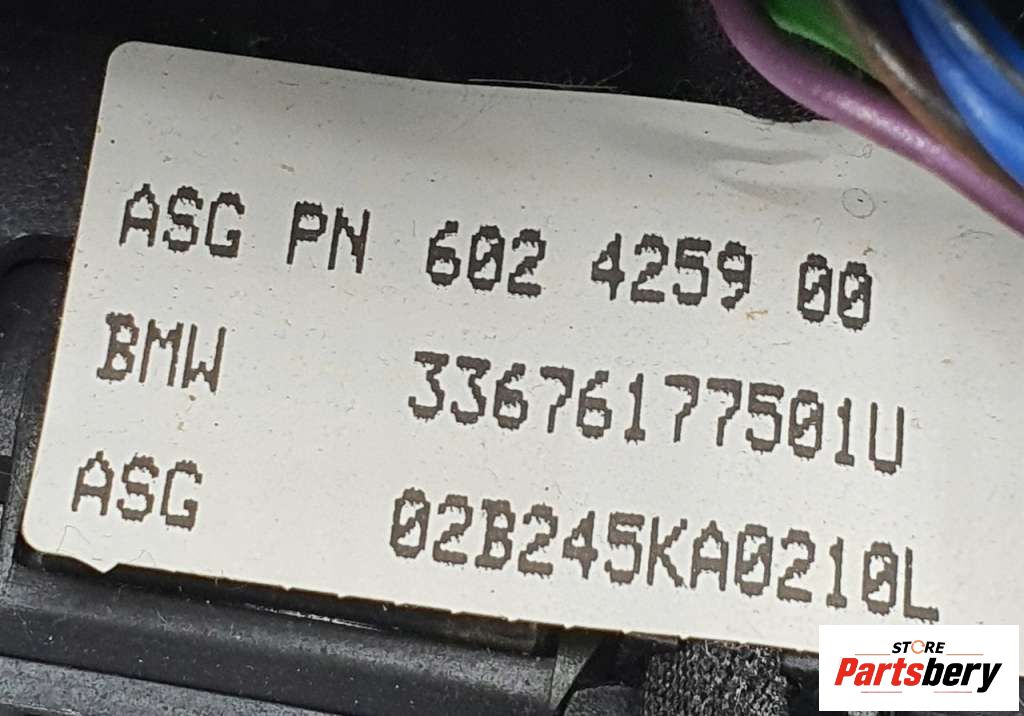 ASG PN 602 4259 00
BMW 33676177501U
ASG 02B245KA0210L
STORE
Partsbery